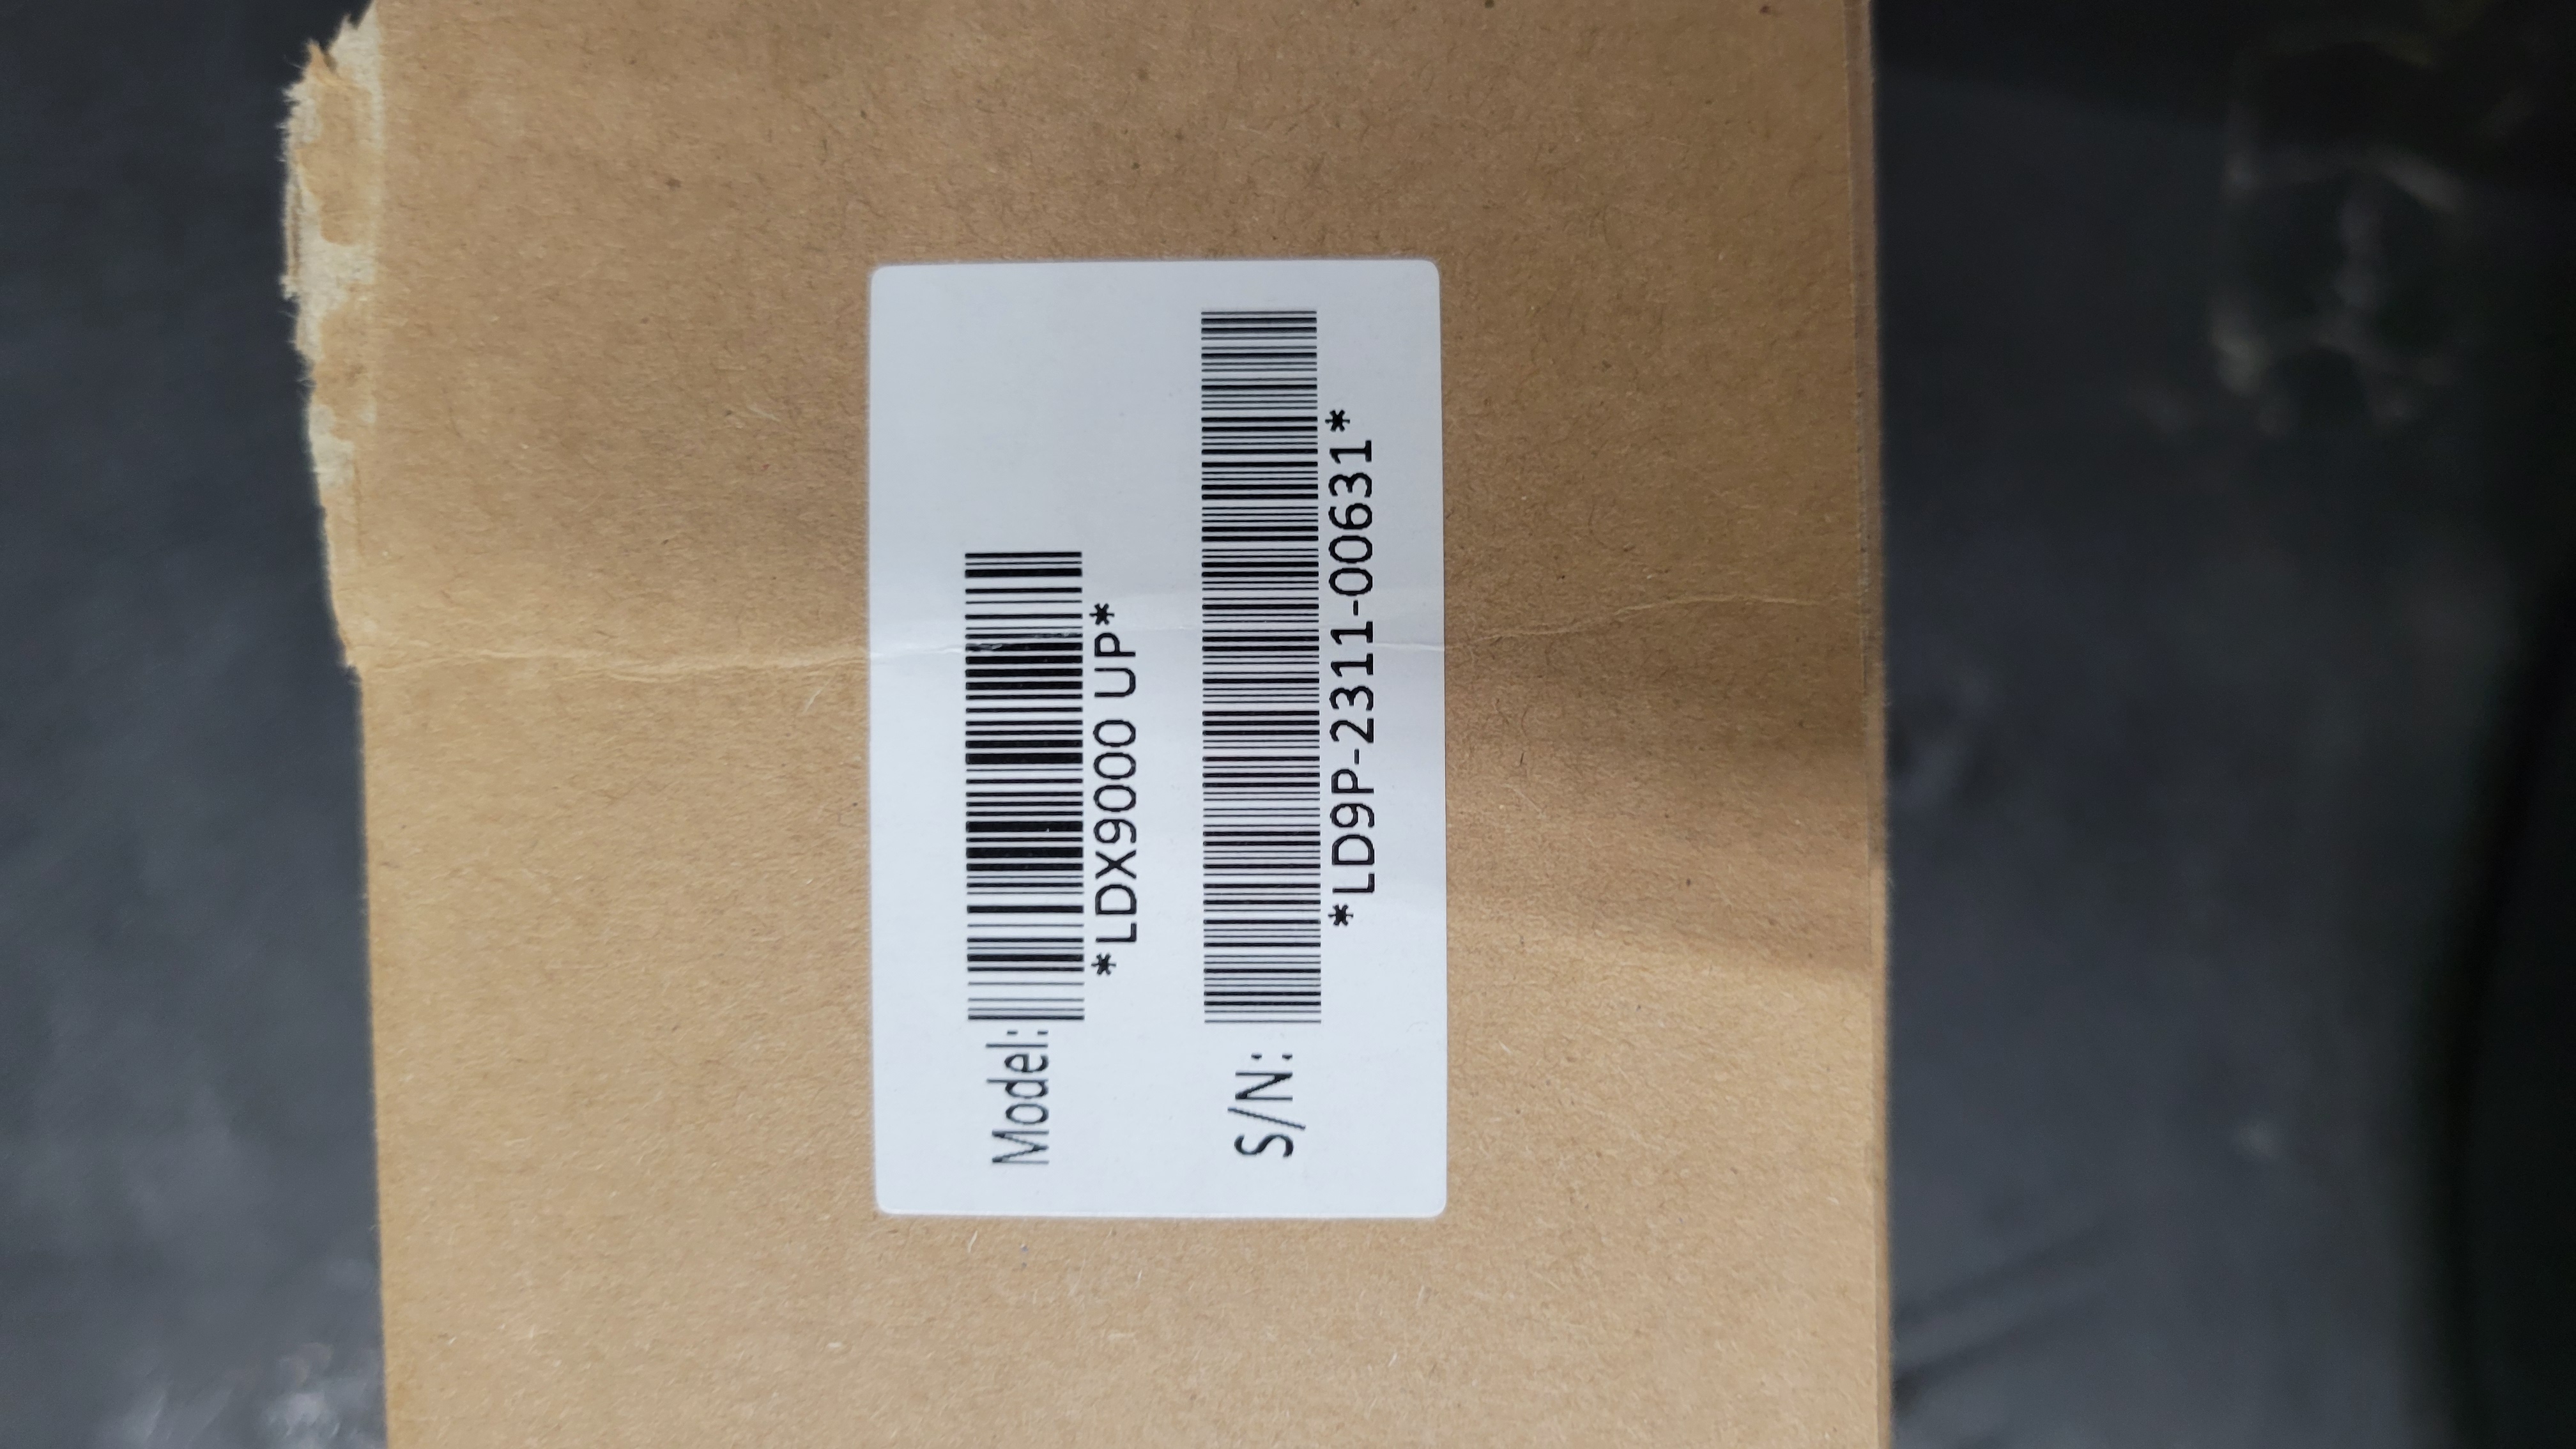 Model:
*LDX9000 UP*
S/N:
*LD9P-2311-00631*